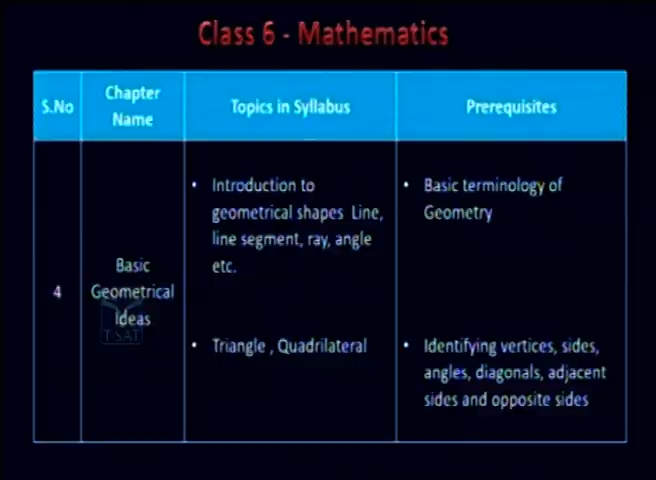 Class 6 - Mathematics
S.No
Chapter
Name
Topics in Syllabus
Prerequisites
4
Basic
Geometrical
Ideas
• Introduction to
geometrical shapes Line,
line segment, ray, angle
etc.
• Basic terminology of
Geometry
• Triangle , Quadrilateral
• Identifying vertices, sides,
angles, diagonals, adjacent
sides and opposite sides
T SAT